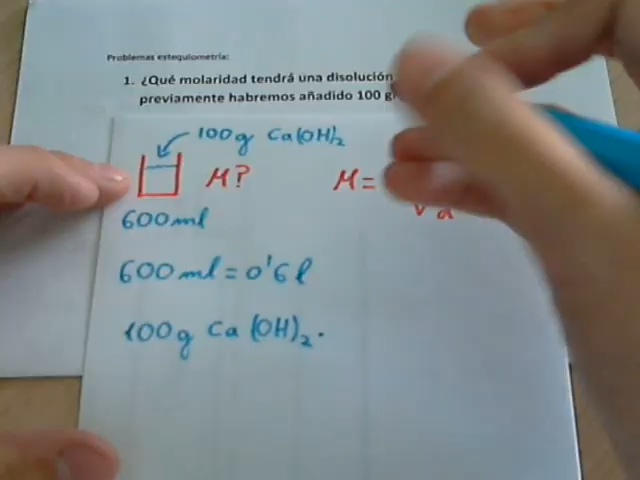 Problemas estequiometría:
1. ¿Qué molaridad tendrá una disolución
previamente habremos añadido 100
100g Ca(OH)₂
M? M=
600 ml
600 ml = 0'6 l
100g Ca (OH)₂ ·